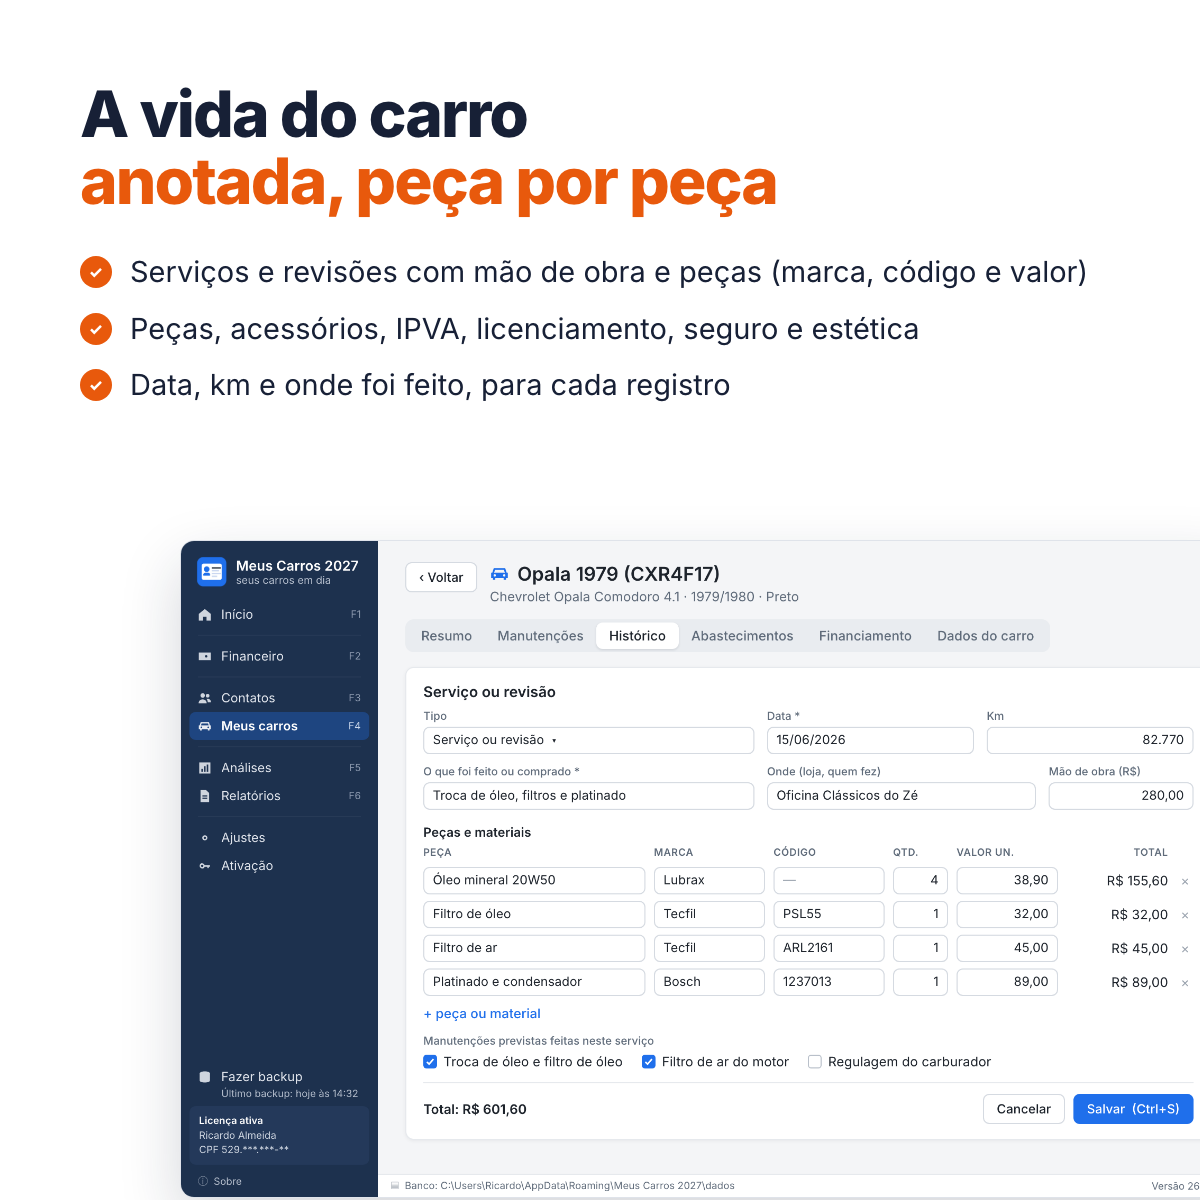 A vida do carro
anotada, peça por peça
Serviços e revisões com mão de obra e peças (marca, código e valor)
Peças, acessórios, IPVA, licenciamento, seguro e estética
Data, km e onde foi feito, para cada registro
Meus Carros 2027
seus carros em dia
Início F1
Financeiro F2
Contatos F3
Meus carros F4
Análises F5
Relatórios F6
Ajustes
Ativação
Fazer backup
Último backup: hoje às 14:32
Licença ativa
Ricardo Almeida
CPF 529.***.***-**
Sobre
‹ Voltar
Opala 1979 (CXR4F17)
Chevrolet Opala Comodoro 4.1 · 1979/1980 · Preto
Resumo Manutenções Histórico Abastecimentos Financiamento Dados do carro
Serviço ou revisão
Tipo Data * Km
Serviço ou revisão 15/06/2026 82.770
O que foi feito ou comprado * Onde (loja, quem fez) Mão de obra (R$)
Troca de óleo, filtros e platinado Oficina Clássicos do Zé 280,00
Peças e materiais
PEÇA MARCA CÓDIGO QTD. VALOR UN. TOTAL
Óleo mineral 20W50 Lubrax — 4 38,90 R$ 155,60 ×
Filtro de óleo Tecfil PSL55 1 32,00 R$ 32,00 ×
Filtro de ar Tecfil ARL2161 1 45,00 R$ 45,00 ×
Platinado e condensador Bosch 1237013 1 89,00 R$ 89,00 ×
+ peça ou material
Manutenções previstas feitas neste serviço
Troca de óleo e filtro de óleo Filtro de ar do motor Regulagem do carburador
Total: R$ 601,60 Cancelar Salvar (Ctrl+S)
Banco: C:\Users\Ricardo\AppData\Roaming\Meus Carros 2027\dados Versão 26